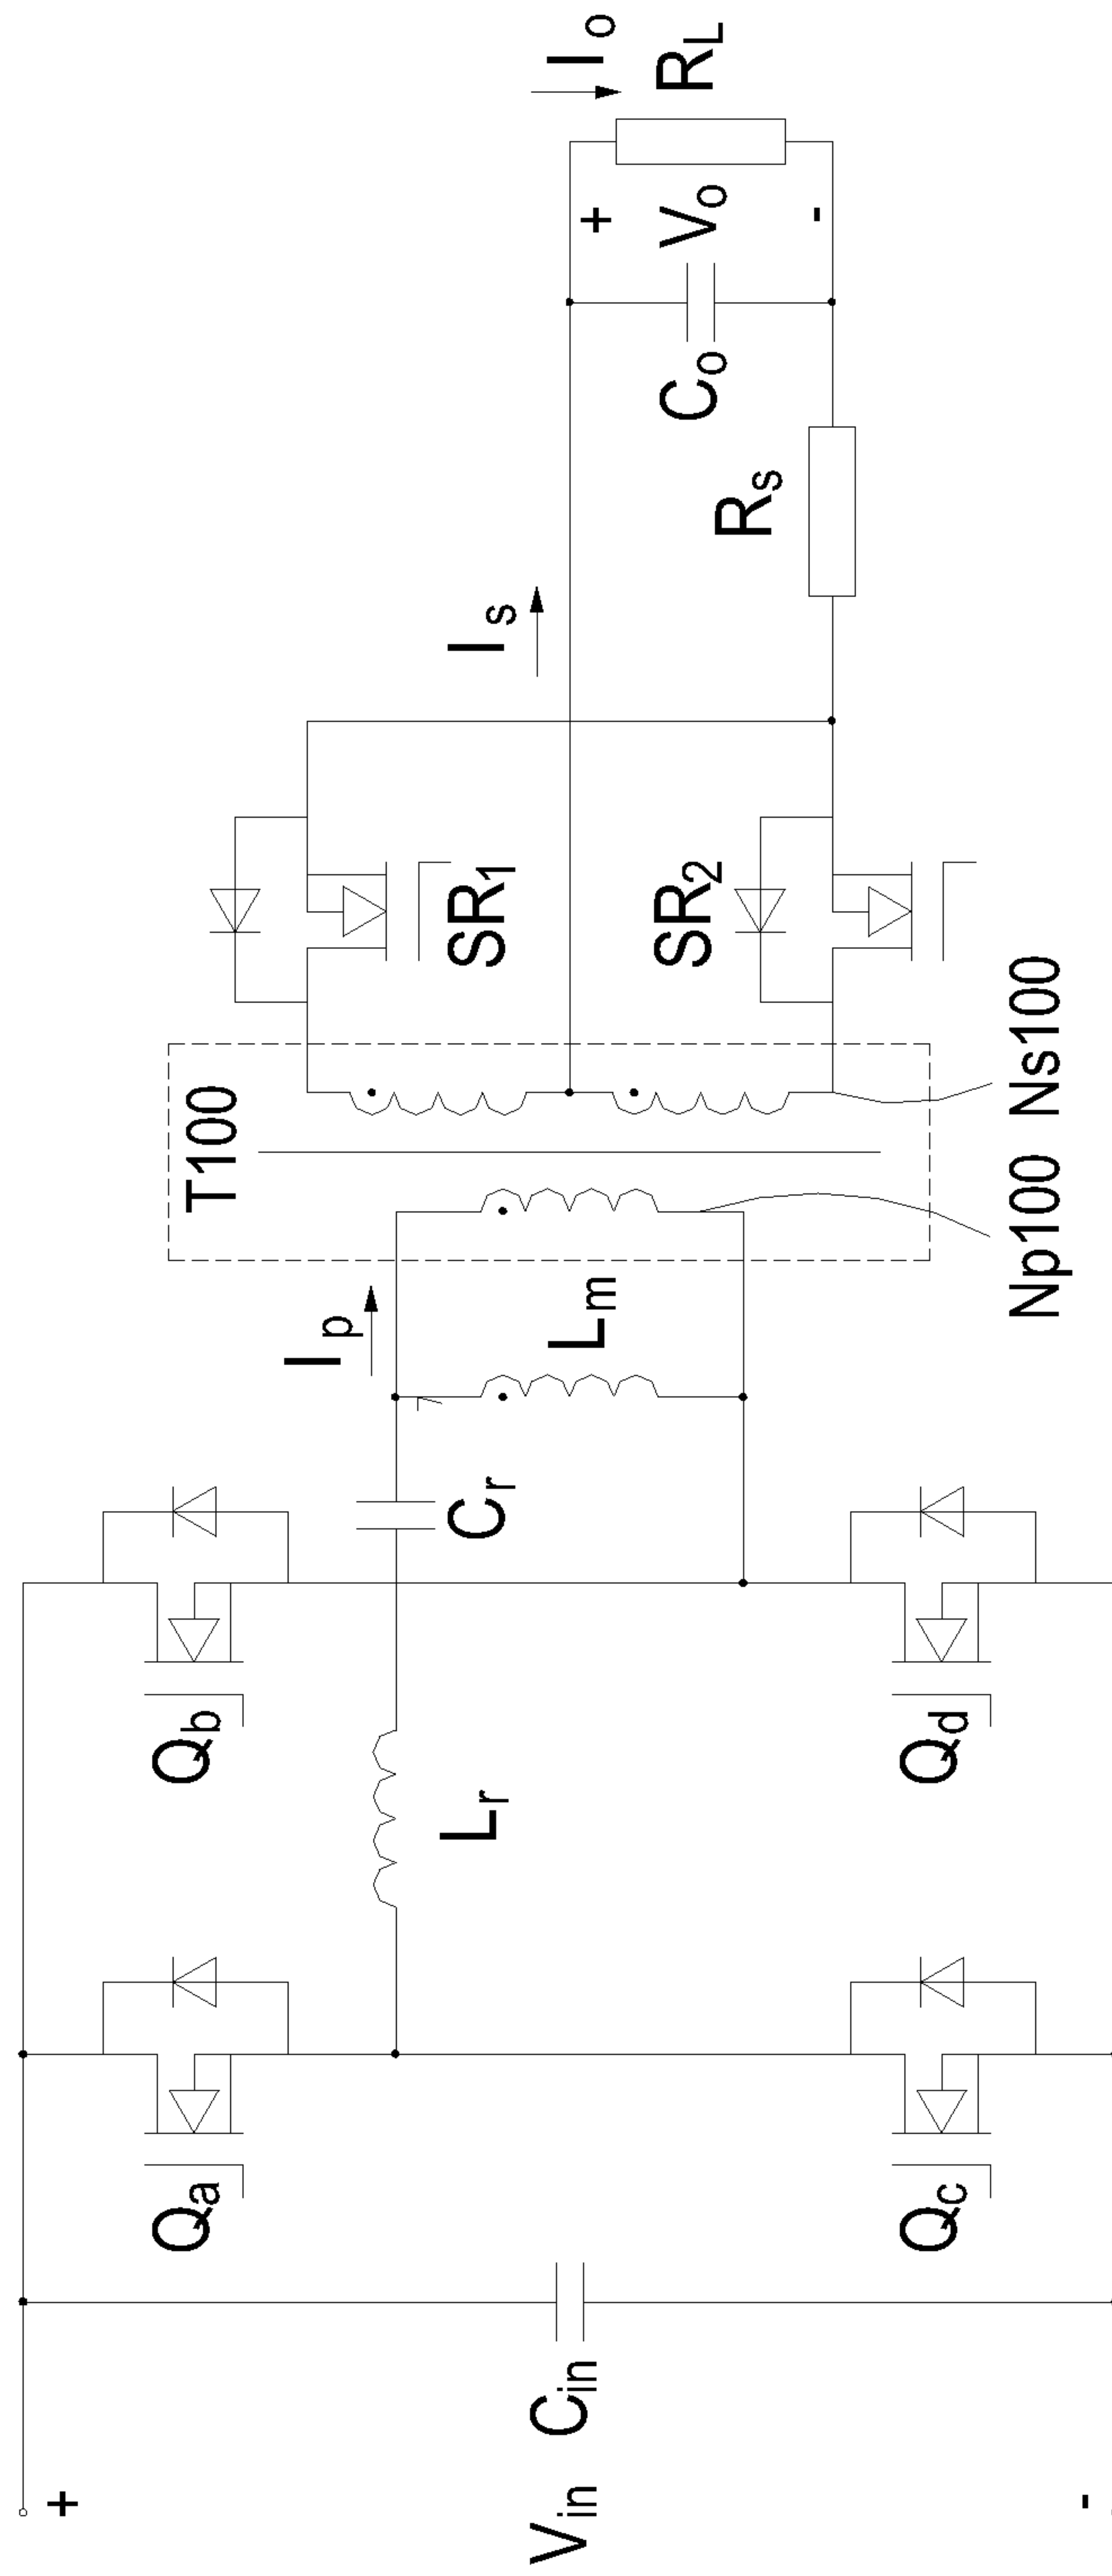 +
Vin
-
Cin
Qa
Qc
Lr
Qb
Qd
Cr
Ip
Lm
T100
Np100
Ns100
SR1
SR2
Is
Rs
Co
+
Vo
-
Io
RL